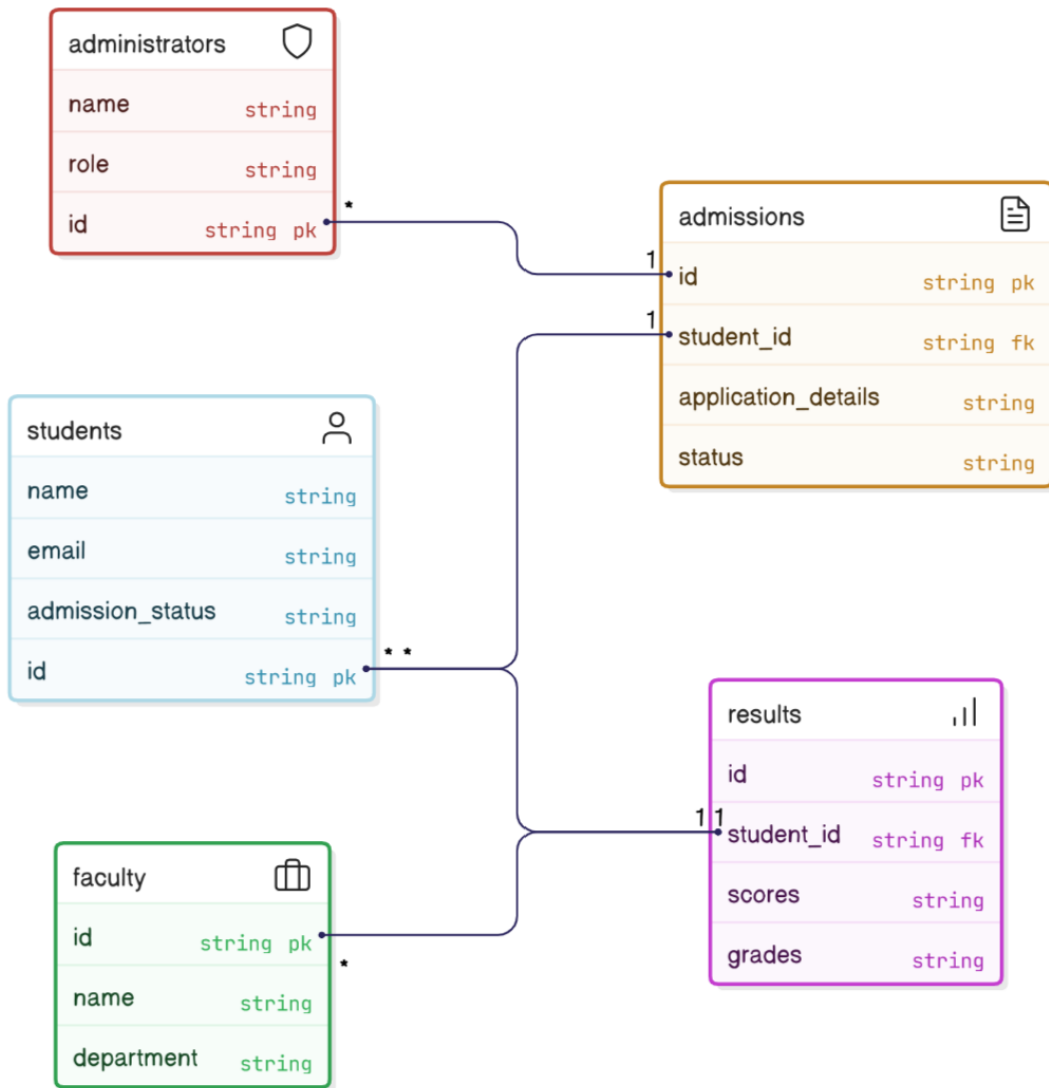 administrators
name string
role string
id string pk
*
admissions
1
id string pk
1
student_id string fk
application_details string
status string
students
name string
email string
admission_status string
id string pk
* *
results
id string pk
1 1
student_id string fk
scores string
grades string
faculty
id string pk
*
name string
department string